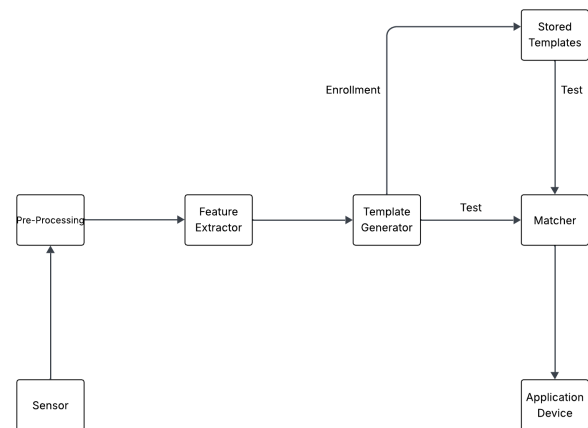 Stored
Templates
Enrollment
Test
Pre-Processing
Feature
Extractor
Template
Generator
Test
Matcher
Sensor
Application
Device